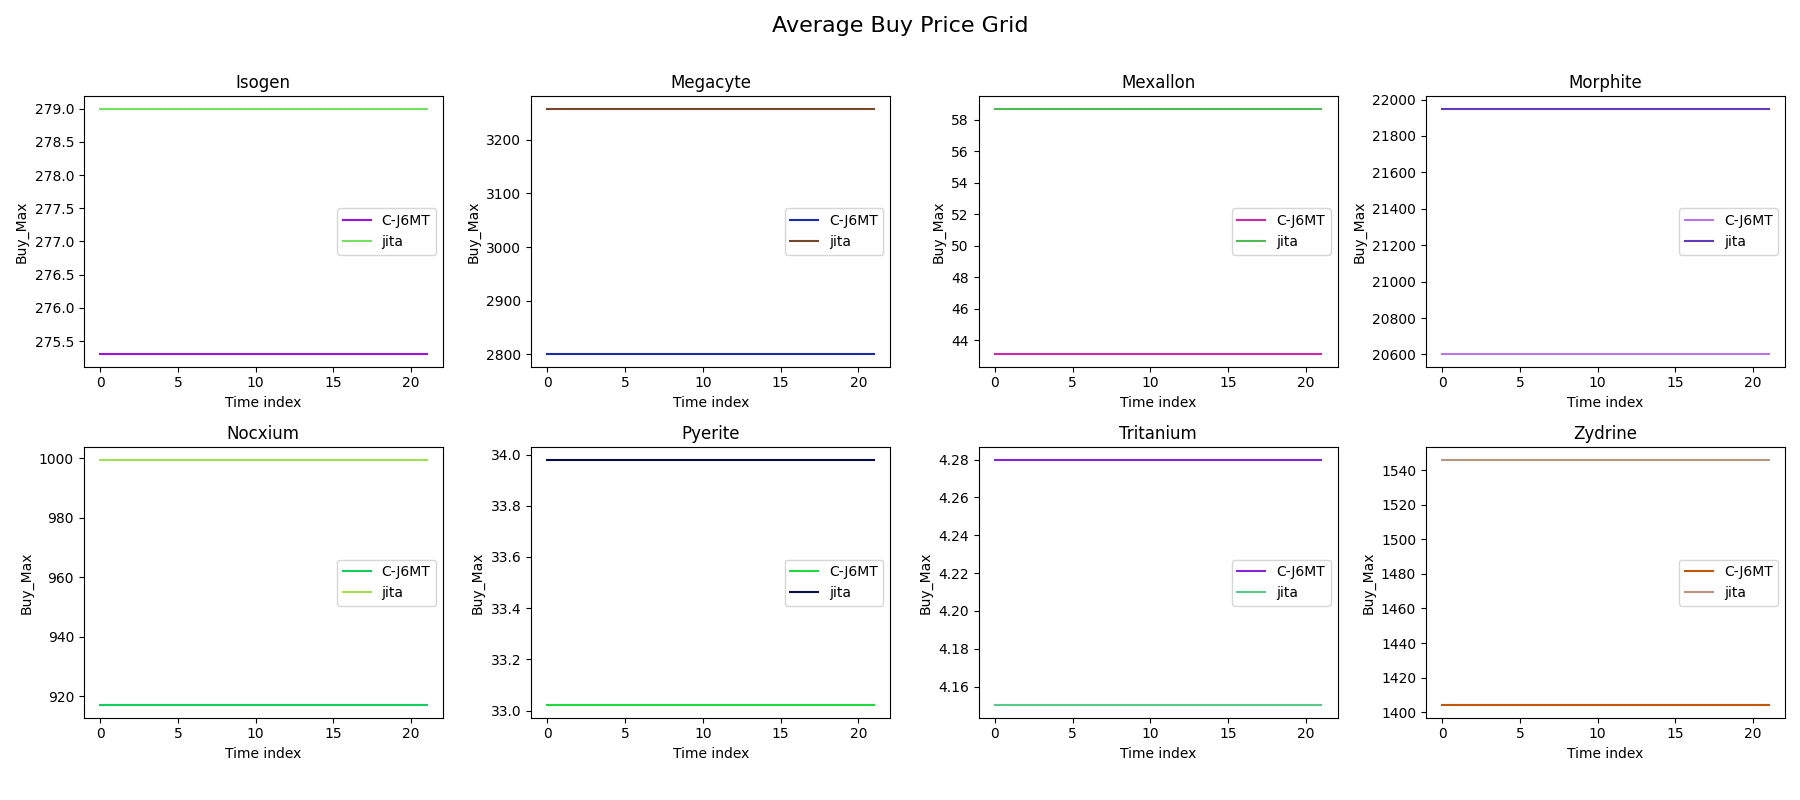 Average Buy Price Grid
Isogen
279.0
278.5
278.0
277.5
277.0
276.5
276.0
275.5
Buy_Max
C-J6MT
jita
0 5 10 15 20
Time index
Megacyte
3200
3100
3000
2900
2800
Buy_Max
C-J6MT
jita
0 5 10 15 20
Time index
Mexallon
58
56
54
52
50
48
46
44
Buy_Max
C-J6MT
jita
0 5 10 15 20
Time index
Morphite
22000
21800
21600
21400
21200
21000
20800
20600
Buy_Max
C-J6MT
jita
0 5 10 15 20
Time index
Nocxium
1000
980
960
940
920
Buy_Max
C-J6MT
jita
0 5 10 15 20
Time index
Pyerite
34.0
33.8
33.6
33.4
33.2
33.0
Buy_Max
C-J6MT
jita
0 5 10 15 20
Time index
Tritanium
4.28
4.26
4.24
4.22
4.20
4.18
4.16
Buy_Max
C-J6MT
jita
0 5 10 15 20
Time index
Zydrine
1540
1520
1500
1480
1460
1440
1420
1400
Buy_Max
C-J6MT
jita
0 5 10 15 20
Time index